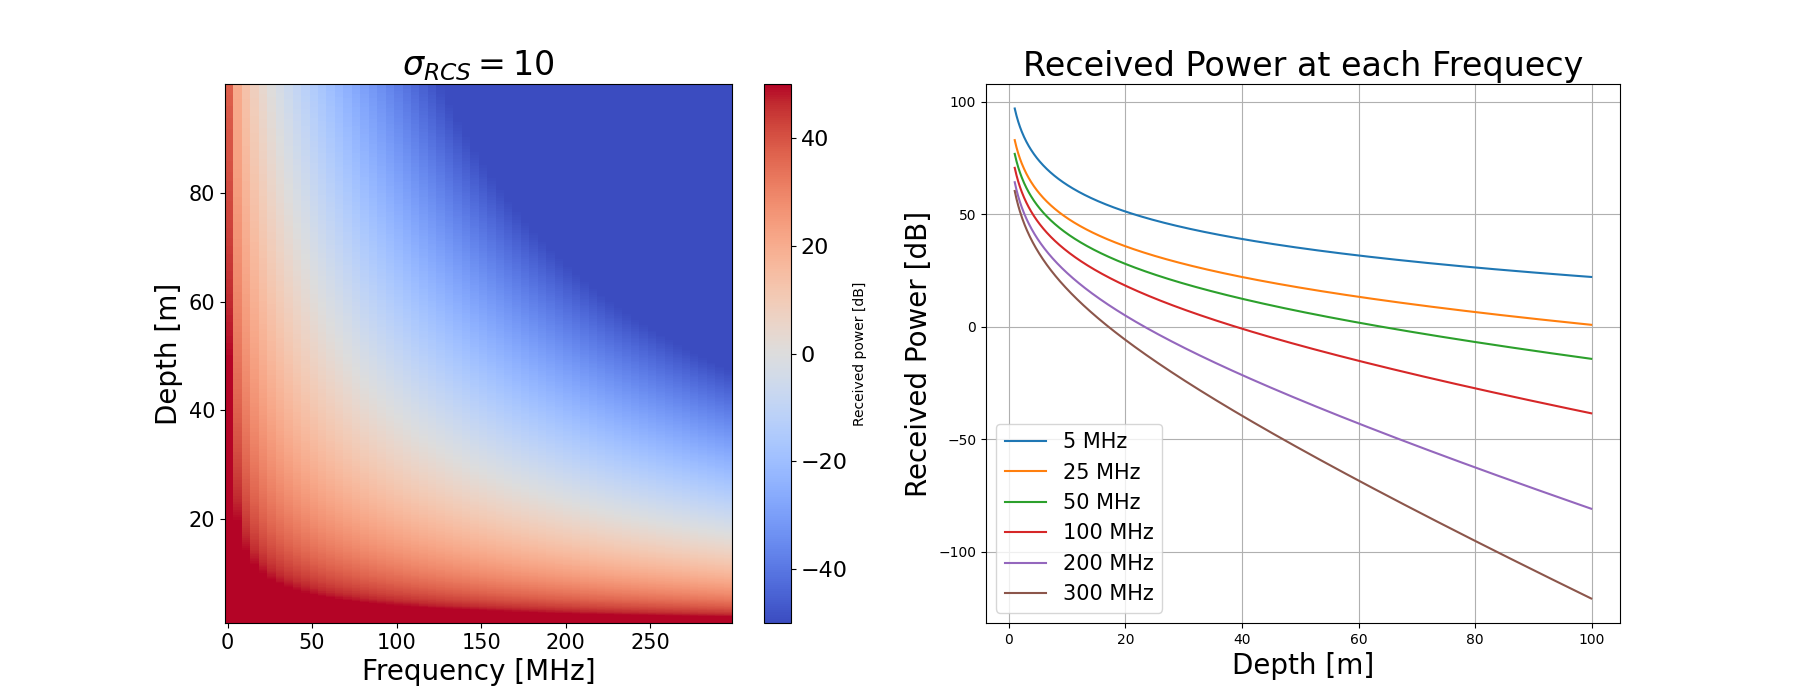 σRCS = 10
Depth [m]
80
60
40
20
0 50 100 150 200 250
Frequency [MHz]
40
20
0
−20
−40
Received power [dB]
Received Power at each Frequecy
Received Power [dB]
100
50
0
−50
−100
5 MHz
25 MHz
50 MHz
100 MHz
200 MHz
300 MHz
0 20 40 60 80 100
Depth [m]